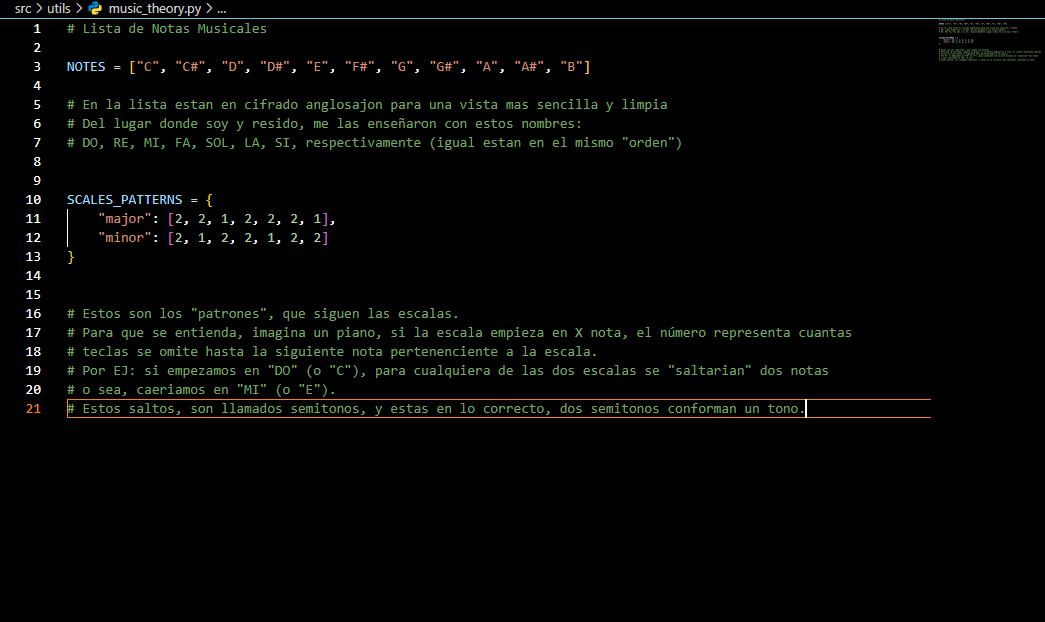 src > utils > music_theory.py > ...
1 # Lista de Notas Musicales
2
3 NOTES = ["C", "C#", "D", "D#", "E", "F#", "G", "G#", "A", "A#", "B"]
4
5 # En la lista estan en cifrado anglosajon para una vista mas sencilla y limpia
6 # Del lugar donde soy y resido, me las enseñaron con estos nombres:
7 # DO, RE, MI, FA, SOL, LA, SI, respectivamente (igual estan en el mismo "orden")
8
9
10 SCALES_PATTERNS = {
11     "major": [2, 2, 1, 2, 2, 2, 1],
12     "minor": [2, 1, 2, 2, 1, 2, 2]
13 }
14
15
16 # Estos son los "patrones", que siguen las escalas.
17 # Para que se entienda, imagina un piano, si la escala empieza en X nota, el número representa cuantas
18 # teclas se omite hasta la siguiente nota pertenenciente a la escala.
19 # Por EJ: si empezamos en "DO" (o "C"), para cualquiera de las dos escalas se "saltarian" dos notas
20 # o sea, caeriamos en "MI" (o "E").
21 # Estos saltos, son llamados semitonos, y estas en lo correcto, dos semitonos conforman un tono.